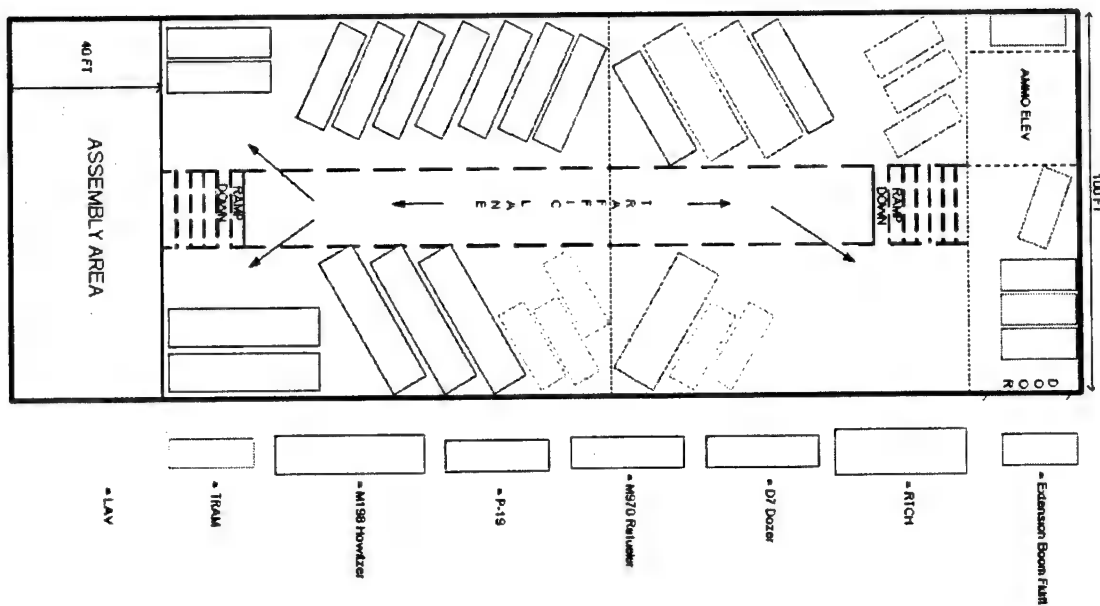 40 FT
ASSEMBLY AREA
RAMP
DOWN
TRAFFIC LANE
RAMP
DOWN
AMMO ELEV
DOOR
100 FT
= LAV
= TRAM
= M198 Howitzer
= P-19
= M970 Refueler
= D7 Dozer
= RTCH
= Extension Boom Fklft